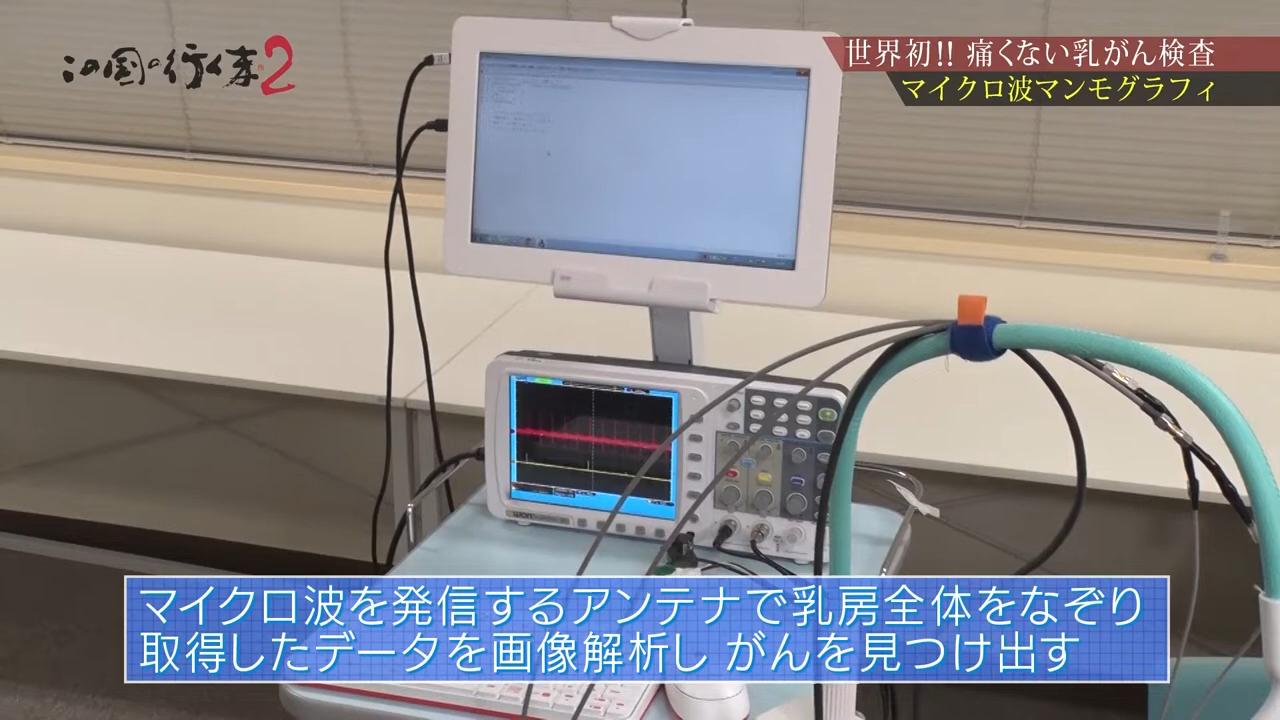 この国の行く末2
世界初!! 痛くない乳がん検査
マイクロ波マンモグラフィ
owon
マイクロ波を発信するアンテナで乳房全体をなぞり
取得したデータを画像解析し がんを見つけ出す